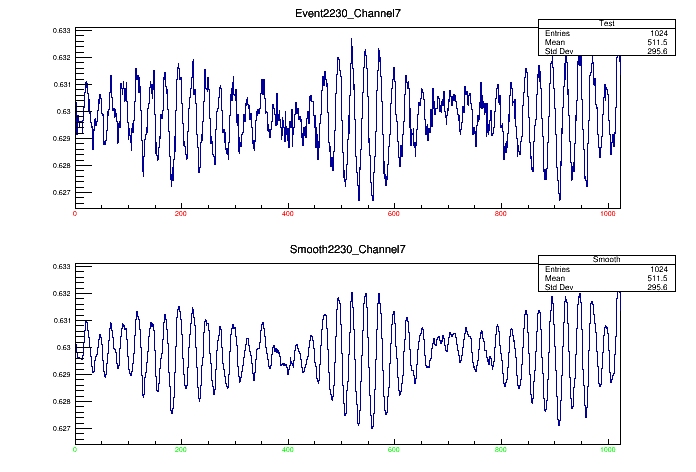 Event2230_Channel7
Test
Entries 1024
Mean 511.5
Std Dev 295.6
0.633
0.632
0.631
0.63
0.629
0.628
0.627
0 200 400 600 800 1000
Smooth2230_Channel7
Smooth
Entries 1024
Mean 511.5
Std Dev 295.6
0.633
0.632
0.631
0.63
0.629
0.628
0.627
0 200 400 600 800 1000